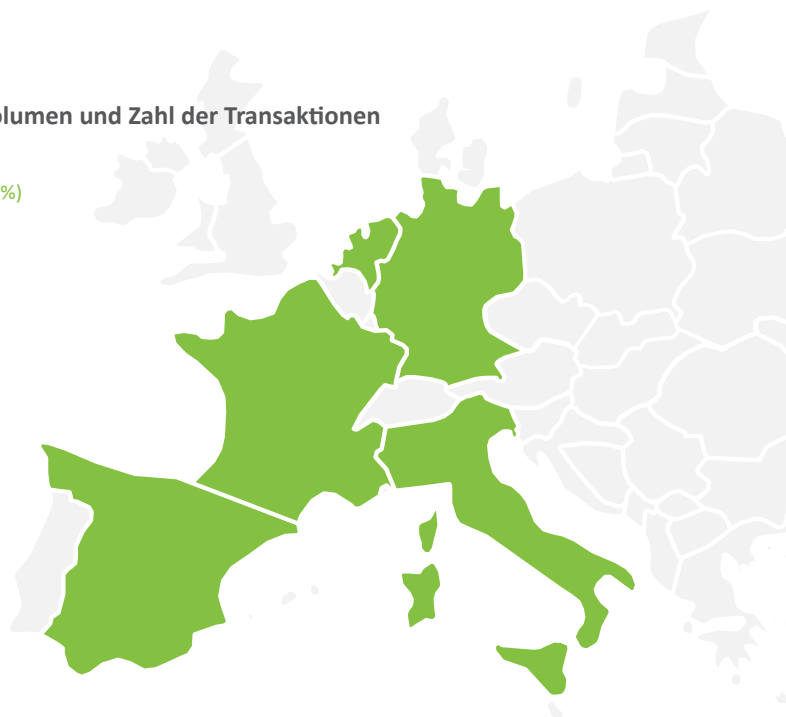 olumen und Zahl der Transaktionen
%)